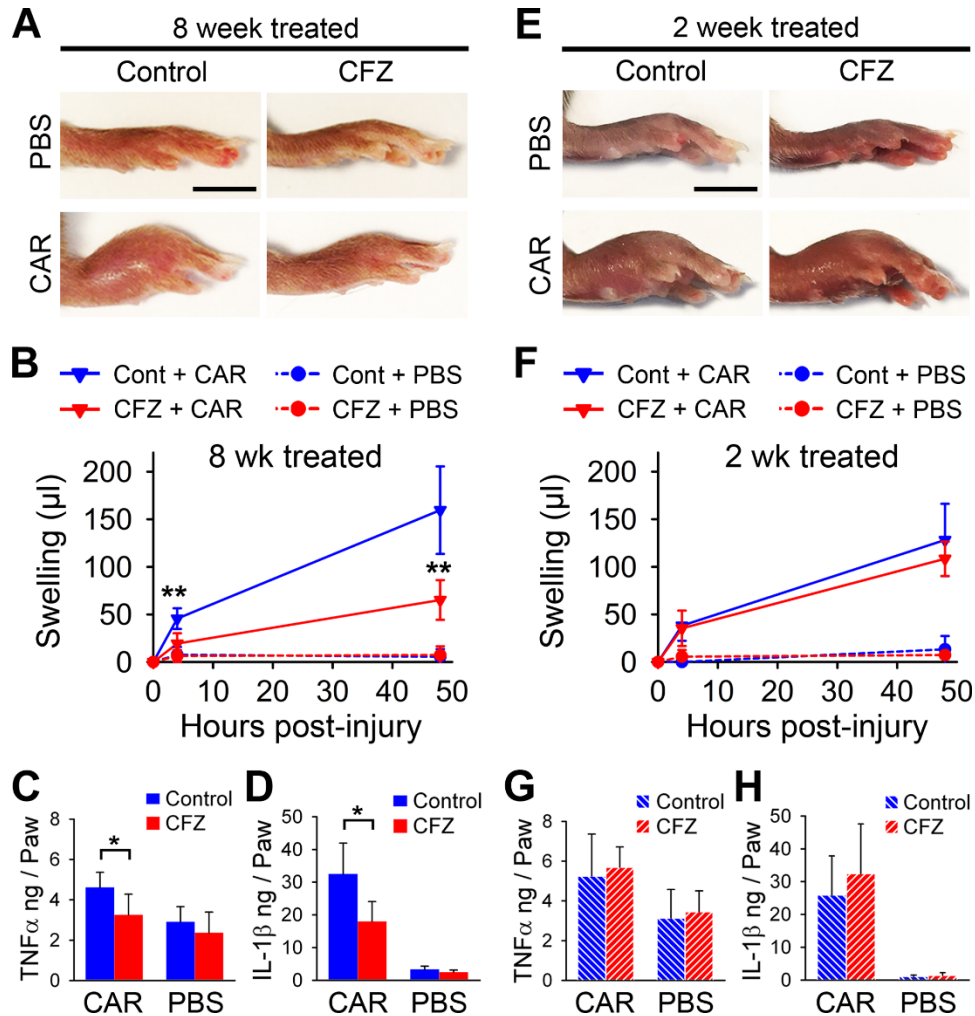 A
8 week treated
Control CFZ
PBS
CAR
E
2 week treated
Control CFZ
PBS
CAR
B
Cont + CAR Cont + PBS
CFZ + CAR CFZ + PBS
8 wk treated
Swelling (µl)
200
150
100
50
0
** **
0 10 20 30 40 50
Hours post-injury
F
Cont + CAR Cont + PBS
CFZ + CAR CFZ + PBS
2 wk treated
Swelling (µl)
200
150
100
50
0
0 10 20 30 40 50
Hours post-injury
C
Control
CFZ
TNFα ng / Paw
8
6
4
2
0
*
CAR PBS
D
Control
CFZ
IL-1β ng / Paw
50
40
30
20
10
0
*
CAR PBS
G
Control
CFZ
TNFα ng / Paw
8
6
4
2
0
CAR PBS
H
Control
CFZ
IL-1β ng / Paw
50
40
30
20
10
0
CAR PBS